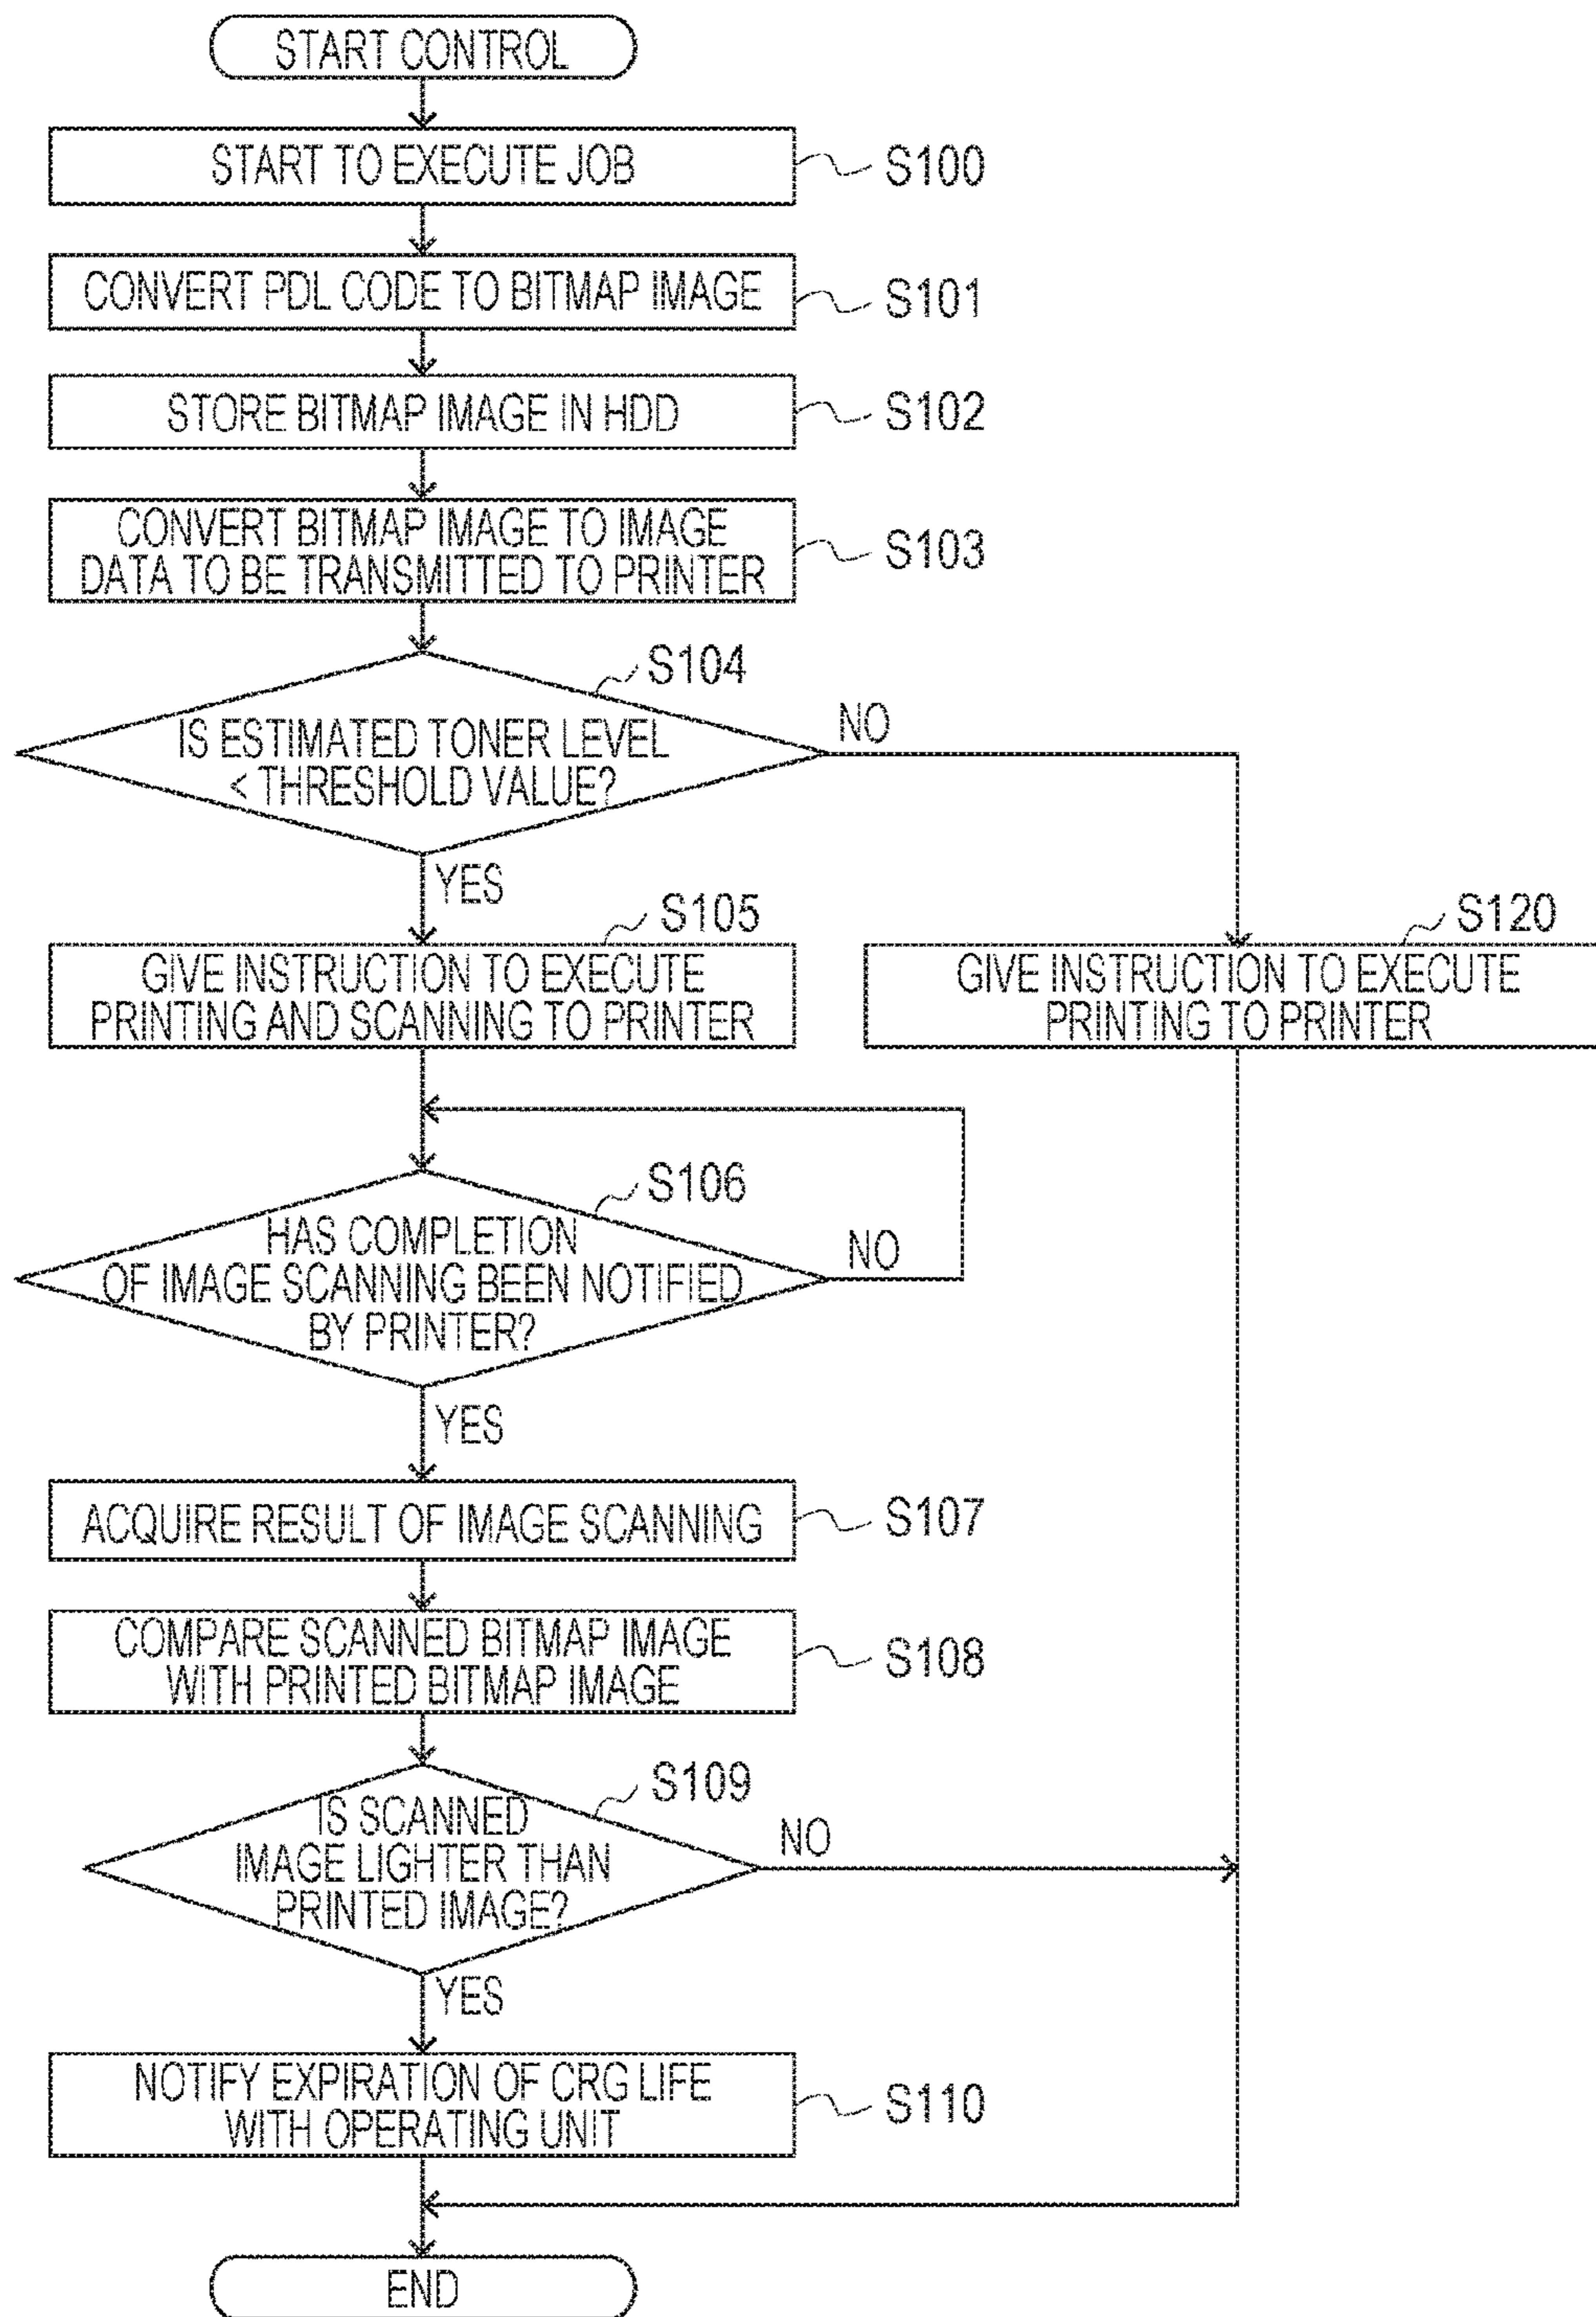 START CONTROL
START TO EXECUTE JOB
S100
CONVERT PDL CODE TO BITMAP IMAGE
S101
STORE BITMAP IMAGE IN HDD
S102
CONVERT BITMAP IMAGE TO IMAGE
DATA TO BE TRANSMITTED TO PRINTER
S103
S104
IS ESTIMATED TONER LEVEL
< THRESHOLD VALUE?
NO
YES
S105
GIVE INSTRUCTION TO EXECUTE
PRINTING AND SCANNING TO PRINTER
S120
GIVE INSTRUCTION TO EXECUTE
PRINTING TO PRINTER
S106
HAS COMPLETION
OF IMAGE SCANNING BEEN NOTIFIED
BY PRINTER?
NO
YES
ACQUIRE RESULT OF IMAGE SCANNING
S107
COMPARE SCANNED BITMAP IMAGE
WITH PRINTED BITMAP IMAGE
S108
S109
IS SCANNED
IMAGE LIGHTER THAN
PRINTED IMAGE?
NO
YES
NOTIFY EXPIRATION OF CRG LIFE
WITH OPERATING UNIT
S110
END